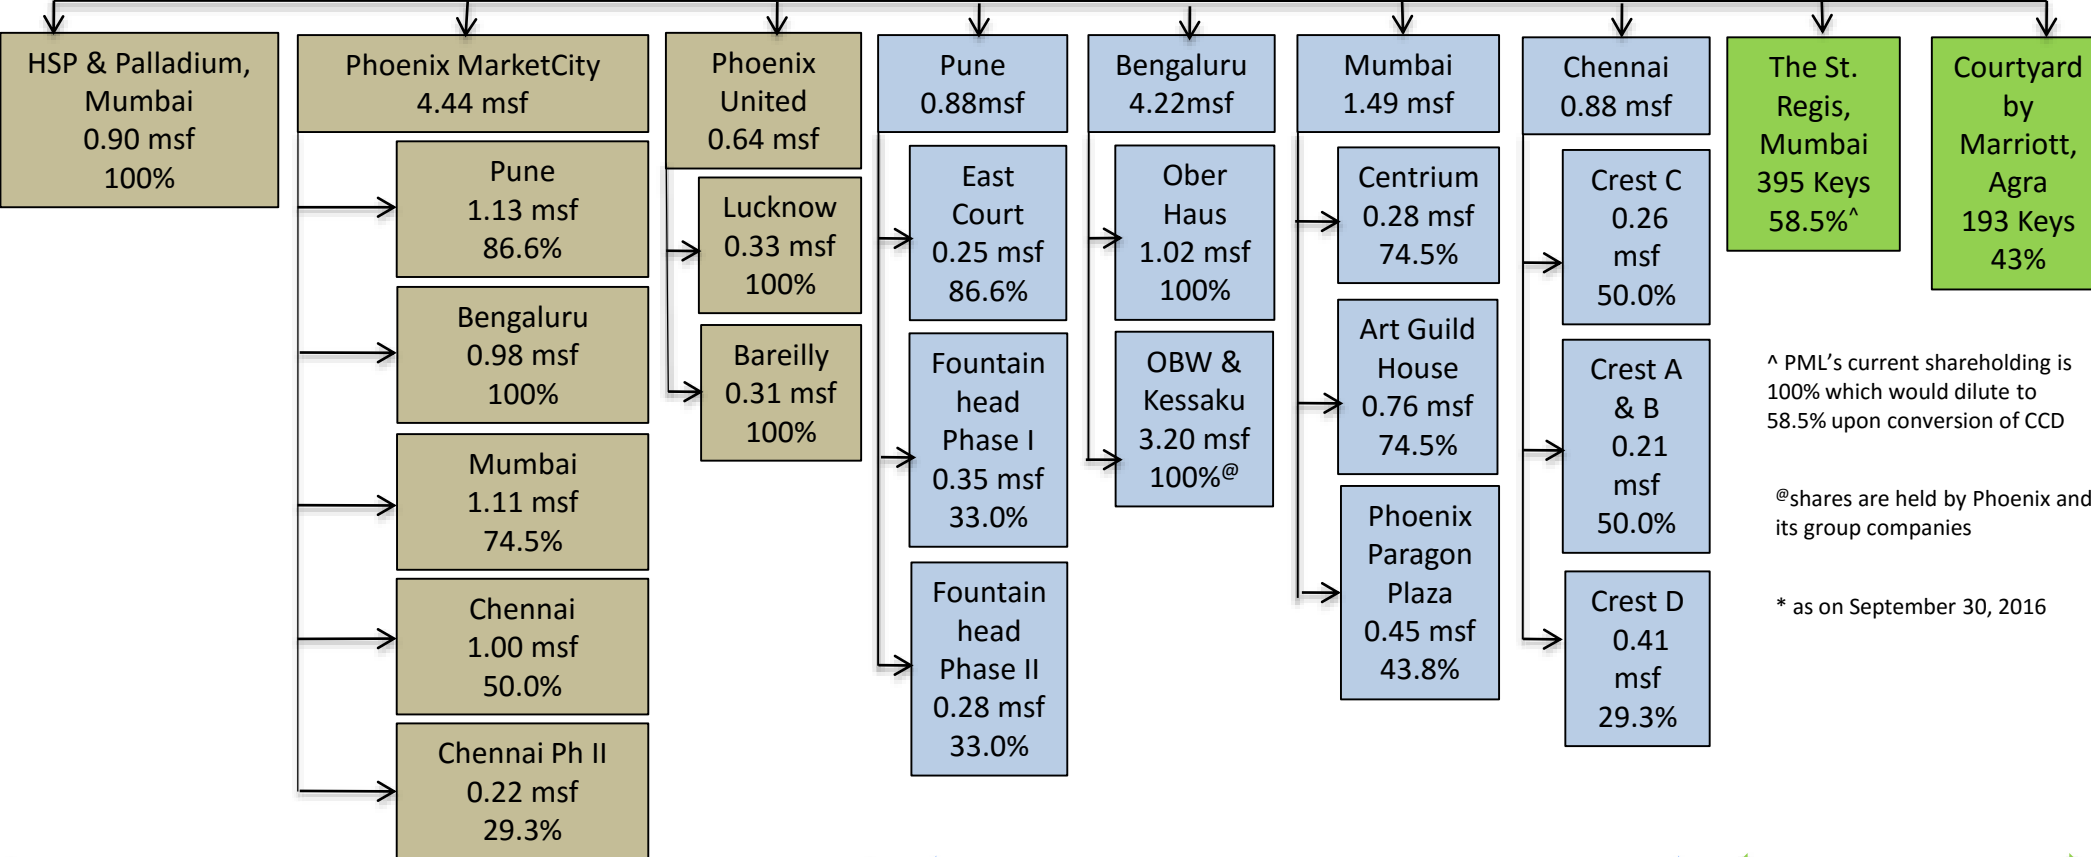 HSP & Palladium,
Mumbai
0.90 msf
100%
Phoenix MarketCity
4.44 msf
Pune
1.13 msf
86.6%
Bengaluru
0.98 msf
100%
Mumbai
1.11 msf
74.5%
Chennai
1.00 msf
50.0%
Chennai Ph II
0.22 msf
29.3%
Phoenix
United
0.64 msf
Lucknow
0.33 msf
100%
Bareilly
0.31 msf
100%
Pune
0.88msf
East
Court
0.25 msf
86.6%
Fountain
head
Phase I
0.35 msf
33.0%
Fountain
head
Phase II
0.28 msf
33.0%
Bengaluru
4.22msf
Ober
Haus
1.02 msf
100%
OBW &
Kessaku
3.20 msf
100%@
Mumbai
1.49 msf
Centrium
0.28 msf
74.5%
Art Guild
House
0.76 msf
74.5%
Phoenix
Paragon
Plaza
0.45 msf
43.8%
Chennai
0.88 msf
Crest C
0.26
msf
50.0%
Crest A
& B
0.21
msf
50.0%
Crest D
0.41
msf
29.3%
The St.
Regis,
Mumbai
395 Keys
58.5%^
Courtyard
by
Marriott,
Agra
193 Keys
43%
^ PML’s current shareholding is
100% which would dilute to
58.5% upon conversion of CCD
@shares are held by Phoenix and
its group companies
* as on September 30, 2016